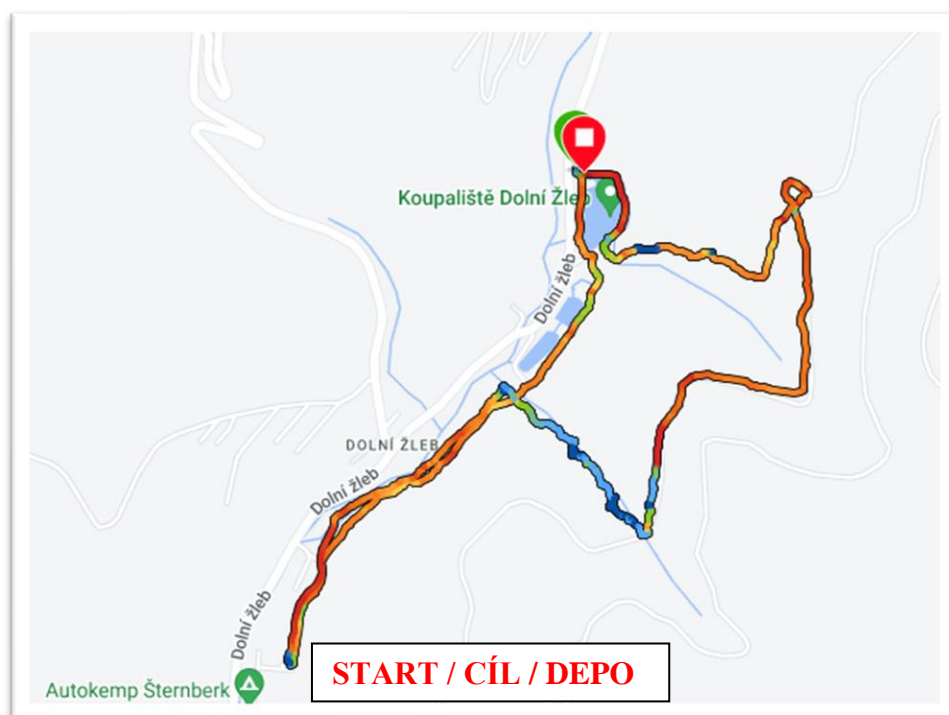 Koupaliště Dolní Žleb
Dolní žleb
DOLNÍ ŽLEB
Dolní žleb
Dolní žleb
START / CÍL / DEPO
Autokemp Šternberk